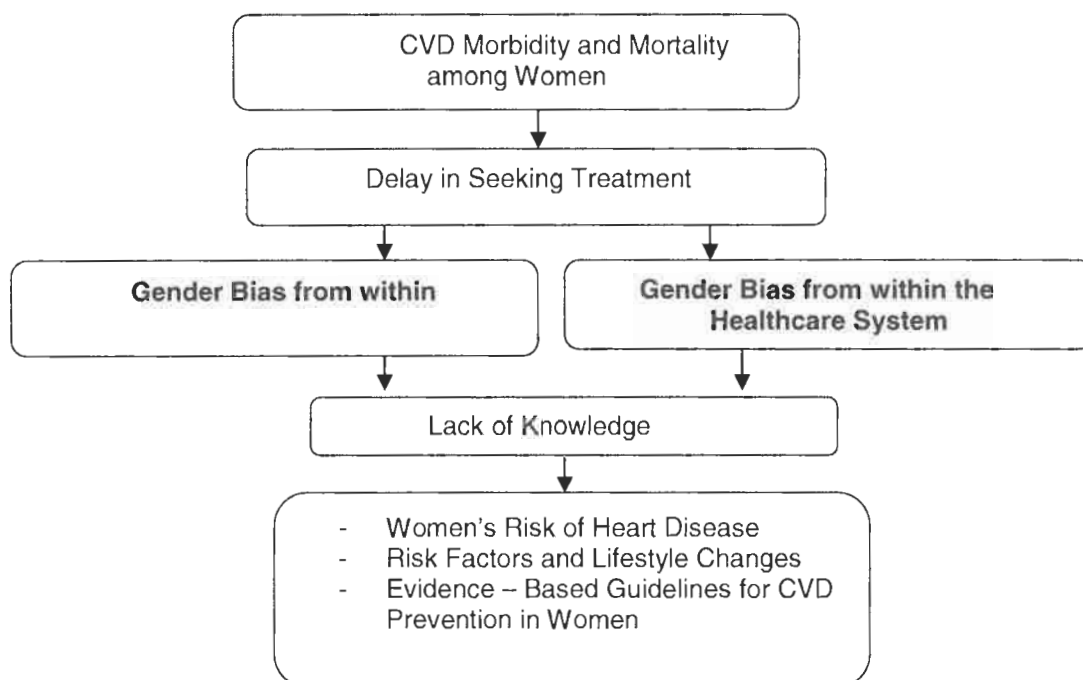 CVD Morbidity and Mortality
among Women
Delay in Seeking Treatment
Gender Bias from within
Gender Bias from within the
Healthcare System
Lack of Knowledge
- Women's Risk of Heart Disease
- Risk Factors and Lifestyle Changes
- Evidence – Based Guidelines for CVD
Prevention in Women